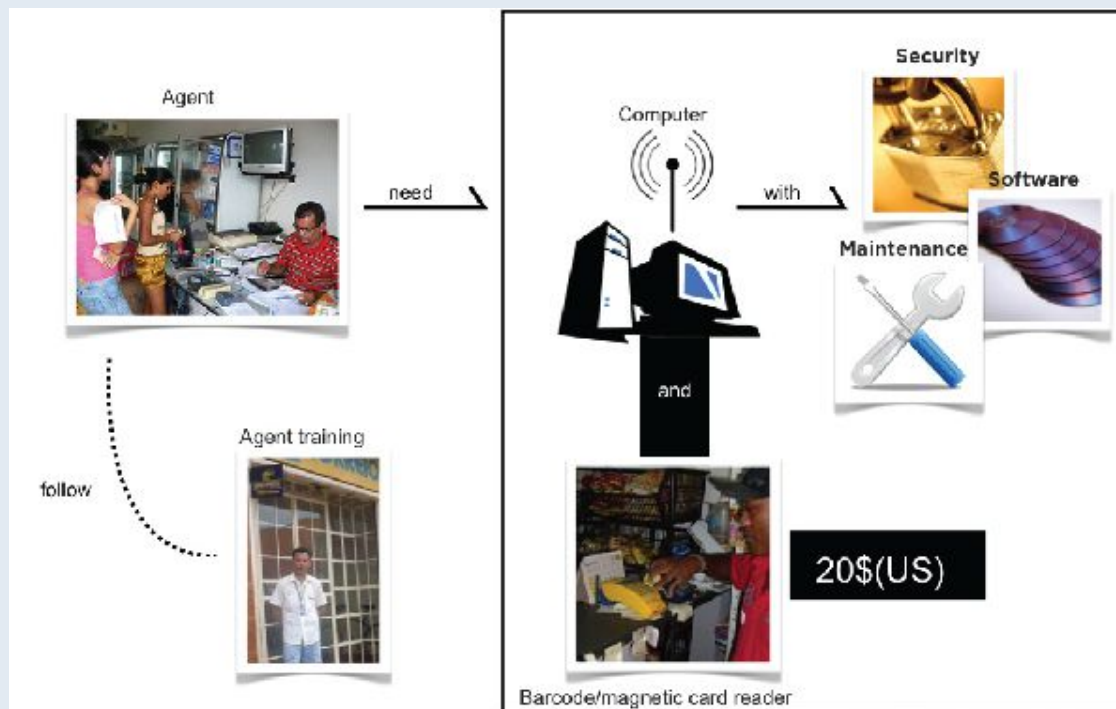 Agent
need
Computer
with
Security
Software
Maintenance
and
follow
Agent training
20$(US)
Barcode/magnetic card reader